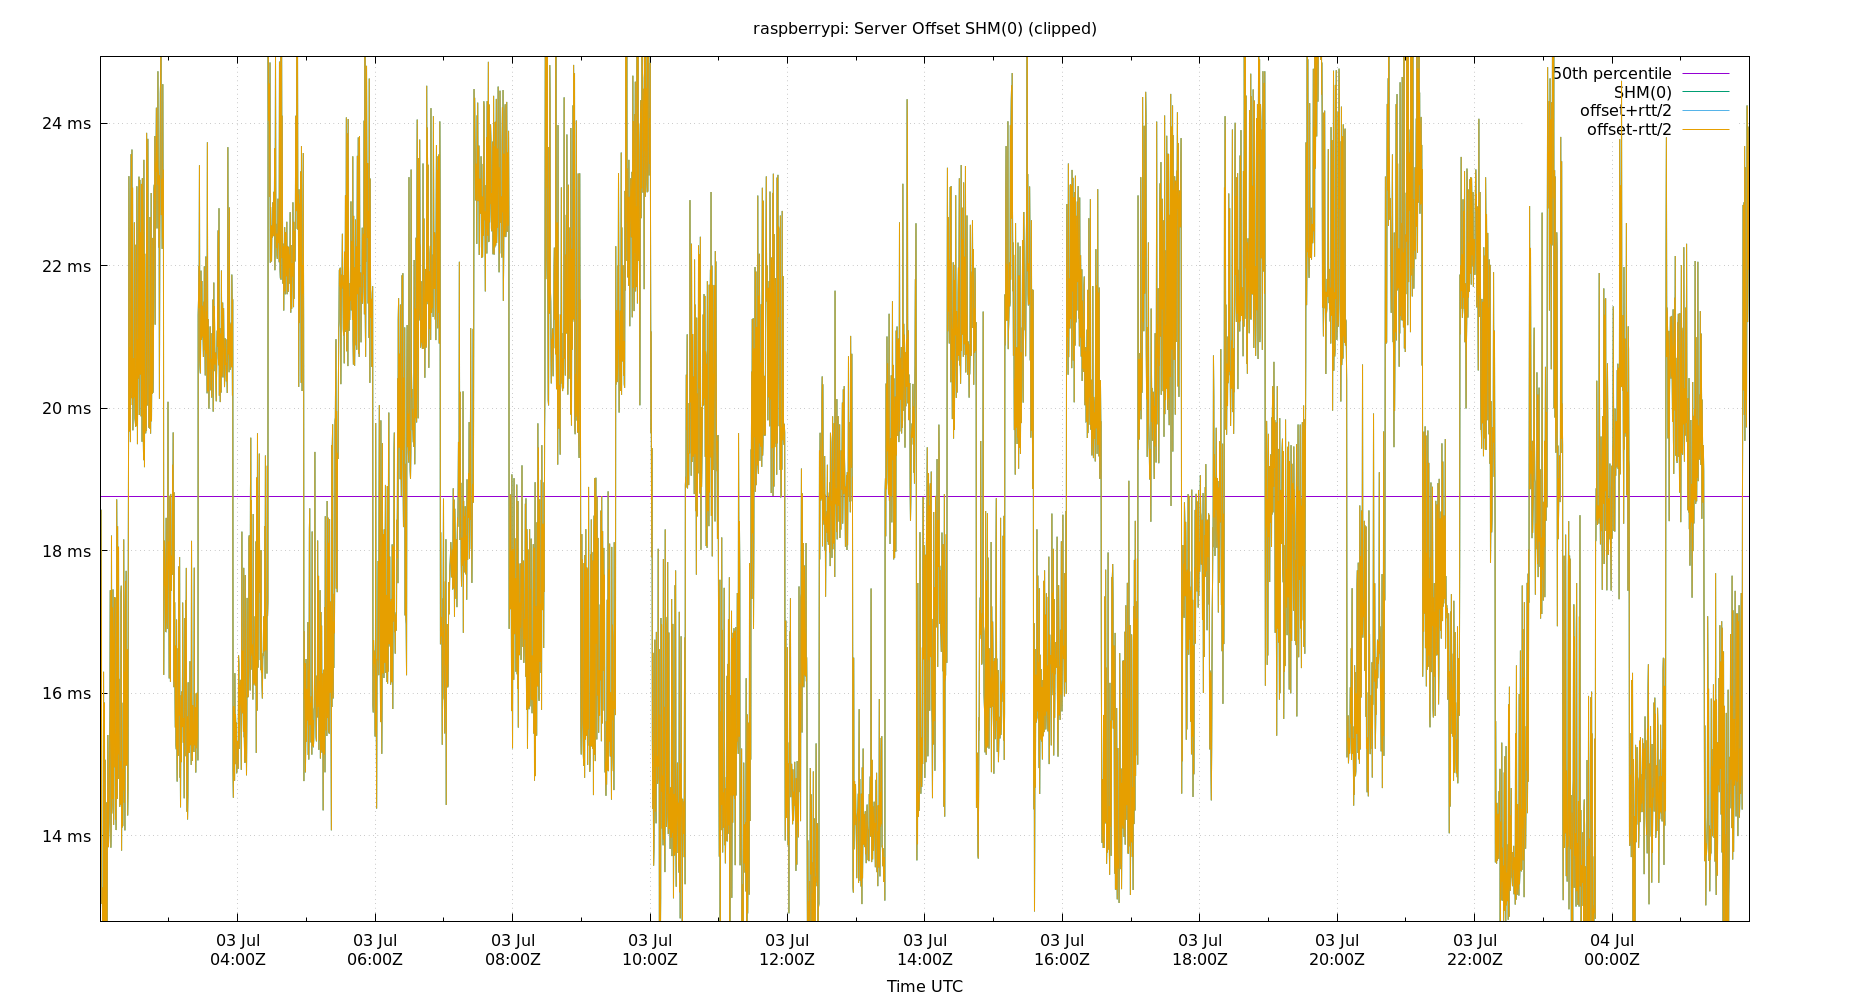 raspberrypi: Server Offset SHM(0) (clipped)
50th percentile
SHM(0)
offset+rtt/2
offset-rtt/2
24 ms
22 ms
20 ms
18 ms
16 ms
14 ms
03 Jul 03 Jul 03 Jul 03 Jul 03 Jul 03 Jul 03 Jul 03 Jul 03 Jul 03 Jul 04 Jul
04:00Z 06:00Z 08:00Z 10:00Z 12:00Z 14:00Z 16:00Z 18:00Z 20:00Z 22:00Z 00:00Z
Time UTC